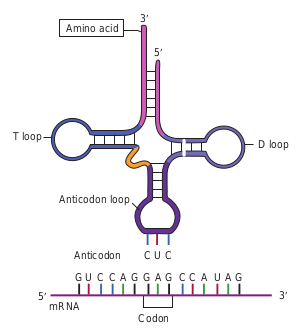 3’
Amino acid
5’
T loop
D loop
Anticodon loop
Anticodon C U C
G U C C A G G A G C C A U A G
5’ 3’
mRNA
Codon